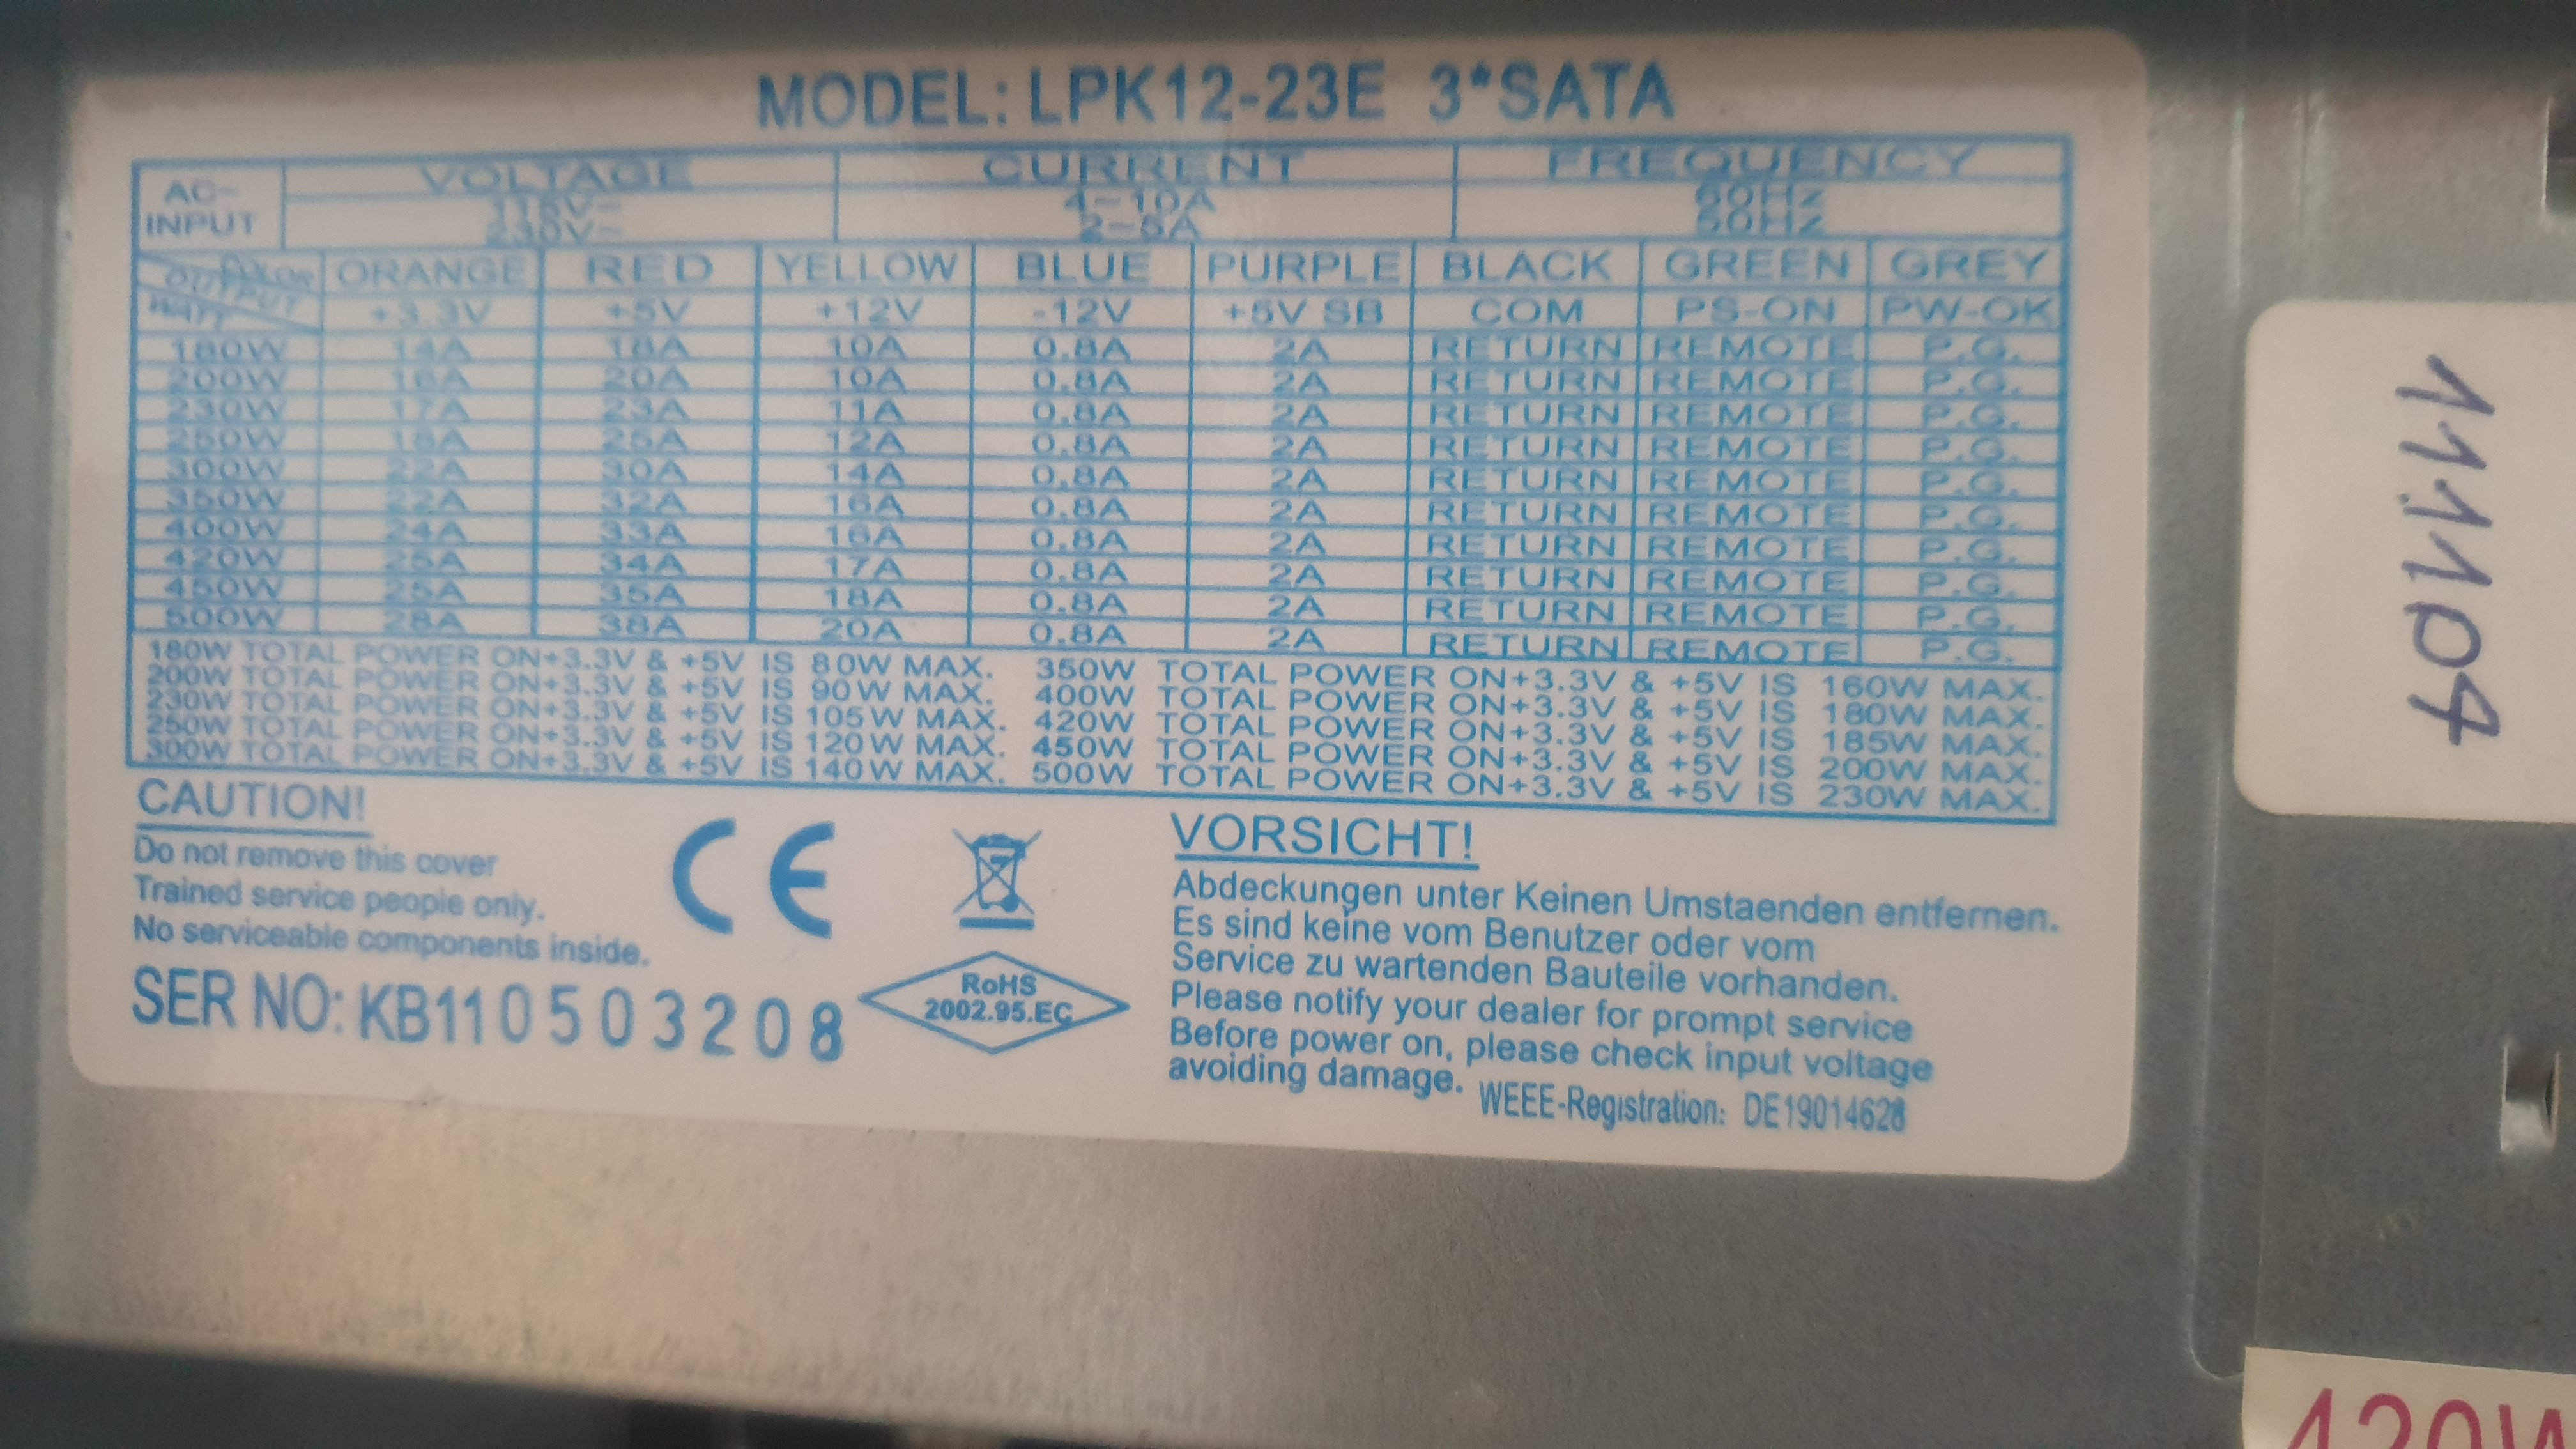 MODEL: LPK12-23E 3*SATA
AC~ INPUT VOLTAGE CURRENT FREQUENCY
115V~ 4~10A 60Hz
230V~ 2~5A 50Hz
COLOR ORANGE RED YELLOW BLUE PURPLE BLACK GREEN GREY
OUTPUT WATT +3.3V +5V +12V -12V +5V SB COM PS-ON PW-OK
180W 14A 18A 10A 0.8A 2A RETURN REMOTE P.G.
200W 16A 20A 10A 0.8A 2A RETURN REMOTE P.G.
230W 17A 23A 11A 0.8A 2A RETURN REMOTE P.G.
250W 25A 12A 0.8A 2A RETURN REMOTE P.G.
300W 22A 30A 14A 0.8A 2A RETURN REMOTE P.G.
350W 22A 32A 16A 0.8A 2A RETURN REMOTE P.G.
400W 24A 33A 16A 0.8A 2A RETURN REMOTE P.G.
420W 25A 34A 17A 0.8A 2A RETURN REMOTE P.G.
450W 25A 35A 18A 0.8A 2A RETURN REMOTE P.G.
500W 28A 38A 20A 0.8A 2A RETURN REMOTE P.G.
180W TOTAL POWER ON+3.3V & +5V IS 80W MAX. 350W TOTAL POWER ON+3.3V & +5V IS 160W MAX.
200W TOTAL POWER ON+3.3V & +5V IS 90W MAX. 400W TOTAL POWER ON+3.3V & +5V IS 180W MAX.
230W TOTAL POWER ON+3.3V & +5V IS 105W MAX. 420W TOTAL POWER ON+3.3V & +5V IS 185W MAX.
250W TOTAL POWER ON+3.3V & +5V IS 120W MAX. 450W TOTAL POWER ON+3.3V & +5V IS 200W MAX.
300W TOTAL POWER ON+3.3V & +5V IS 140W MAX. 500W TOTAL POWER ON+3.3V & +5V IS 230W MAX.
CAUTION!
Do not remove this cover
Trained service people only.
No serviceable components inside.
SER NO: KB110503208
CE
RoHS
2002.95.EC
VORSICHT!
Abdeckungen unter Keinen Umstaenden entfernen.
Es sind keine vom Benutzer oder vom
Service zu wartenden Bauteile vorhanden.
Please notify your dealer for prompt service
Before power on, please check input voltage
avoiding damage.
WEEE-Registration: DE19014628
111104
420W